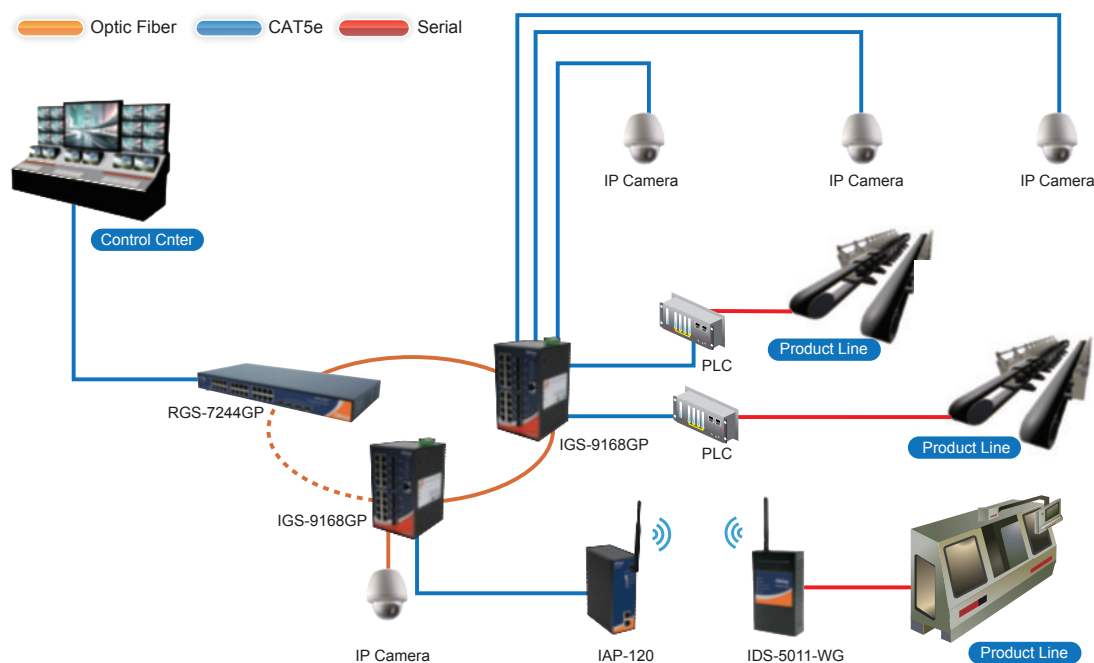 Optic Fiber
CAT5e
Serial
IP Camera
IP Camera
IP Camera
Control Cnter
Product Line
PLC
RGS-7244GP
IGS-9168GP
PLC
Product Line
IGS-9168GP
IP Camera
IAP-120
IDS-5011-WG
Product Line